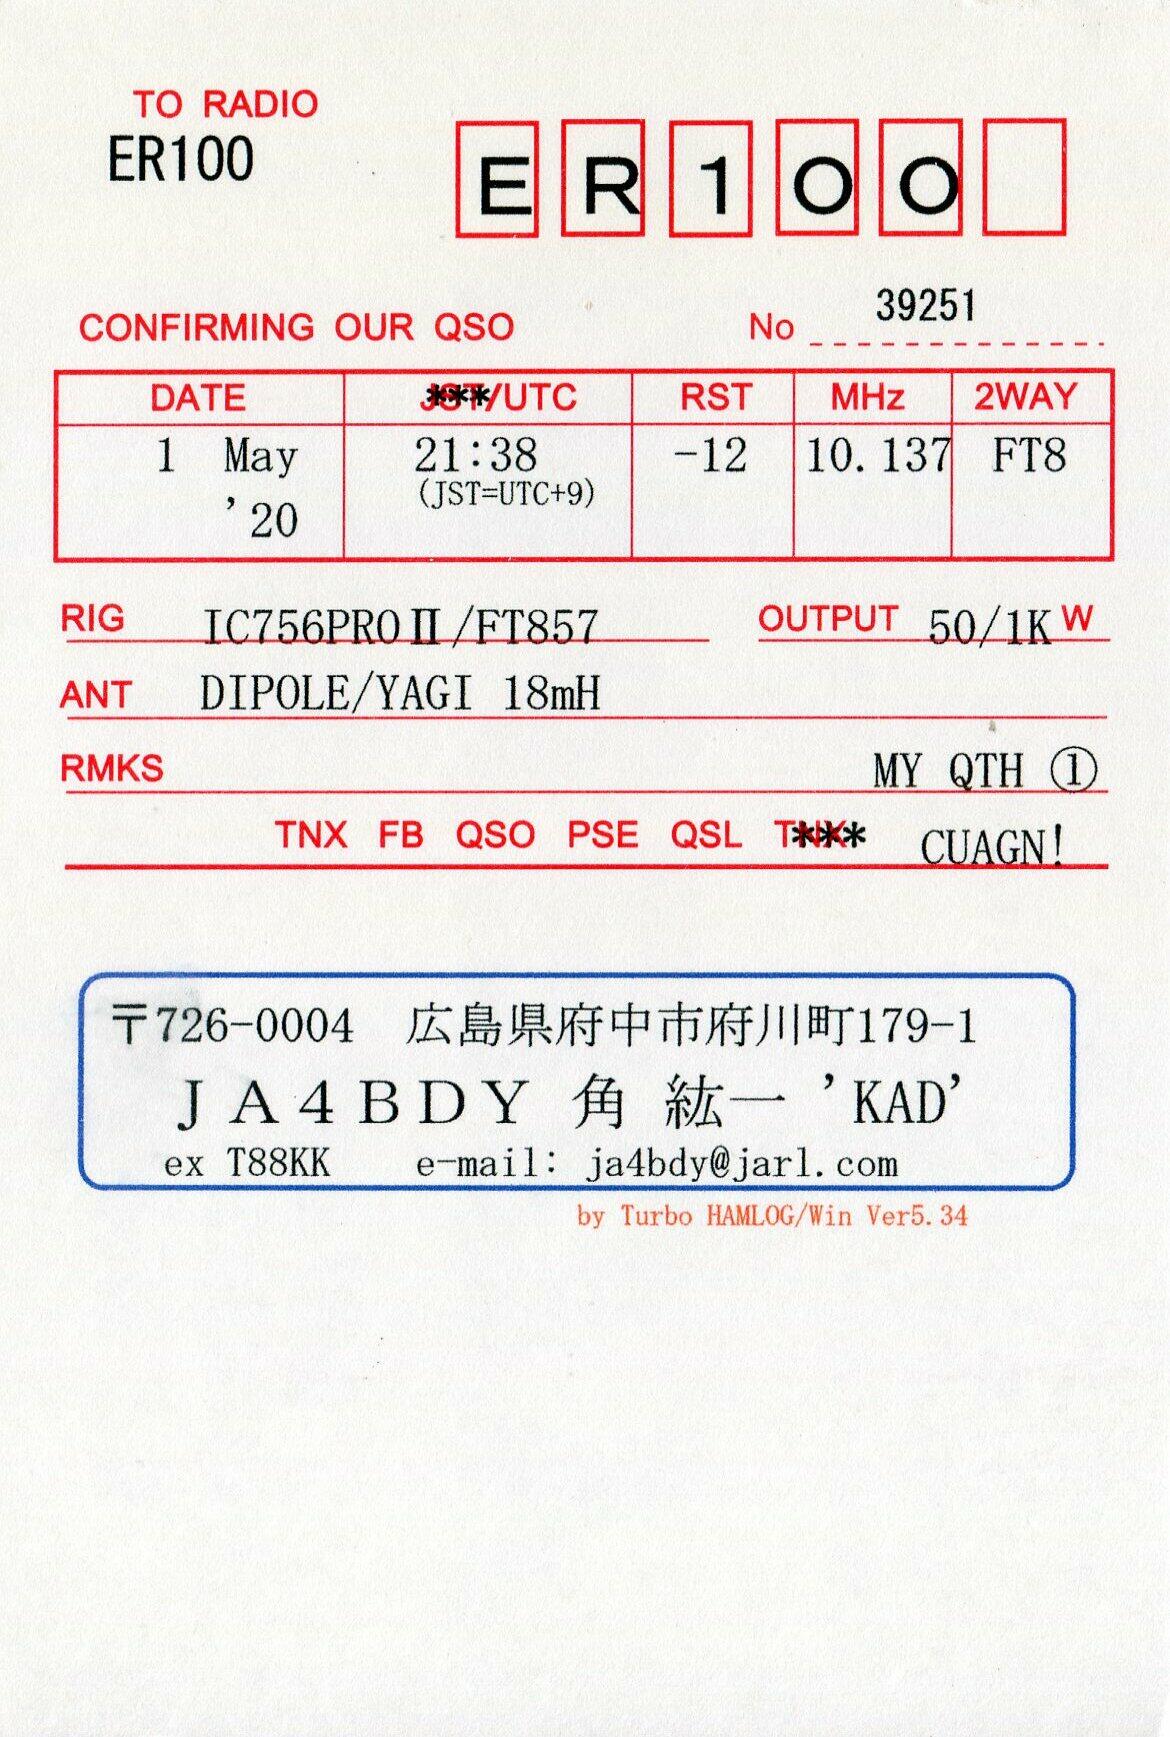 TO RADIO
ER100
ER100
CONFIRMING OUR QSO No 39251
DATE ***/UTC RST MHz 2WAY
1 May 21:38 -12 10.137 FT8
'20 (JST=UTC+9)
RIG IC756PROⅡ/FT857 OUTPUT 50/1K W
ANT DIPOLE/YAGI 18mH
RMKS MY QTH ①
TNX FB QSO PSE QSL T*** CUAGN!
〒726-0004 広島県府中市府川町179-1
JA4BDY 角 紘一 'KAD'
ex T88KK e-mail: ja4bdy@jarl.com
by Turbo HAMLOG/Win Ver5.34